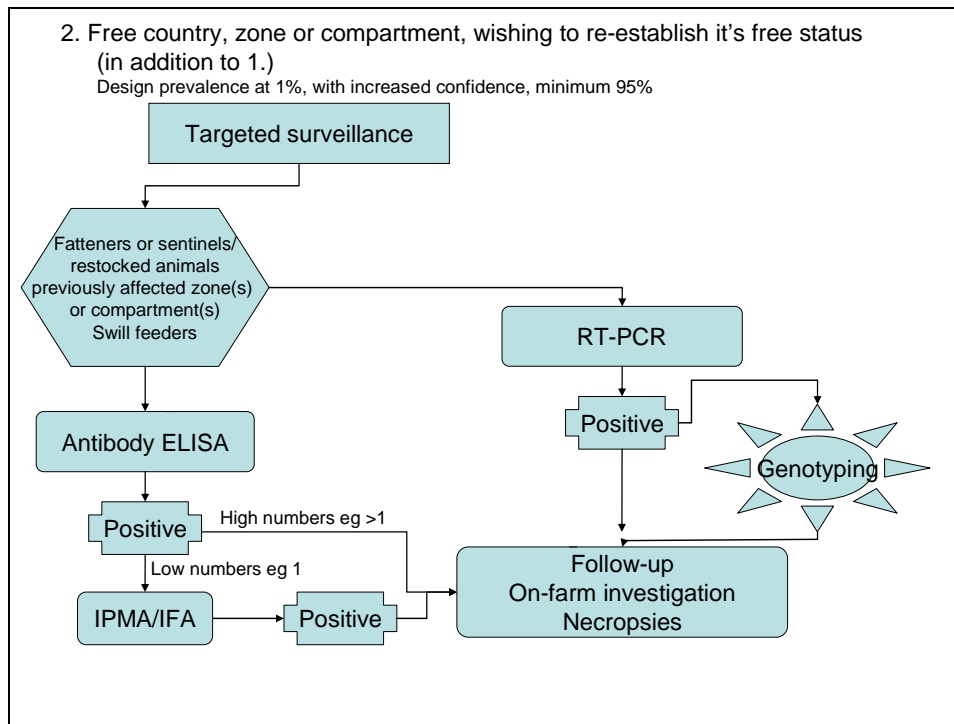 2. Free country, zone or compartment, wishing to re-establish it's free status
(in addition to 1.)
Design prevalence at 1%, with increased confidence, minimum 95%
Targeted surveillance
Fatteners or sentinels/
restocked animals
previously affected zone(s)
or compartment(s)
Swill feeders
RT-PCR
Positive
Genotyping
Antibody ELISA
Positive
High numbers eg >1
Low numbers eg 1
IPMA/IFA
Positive
Follow-up
On-farm investigation
Necropsies